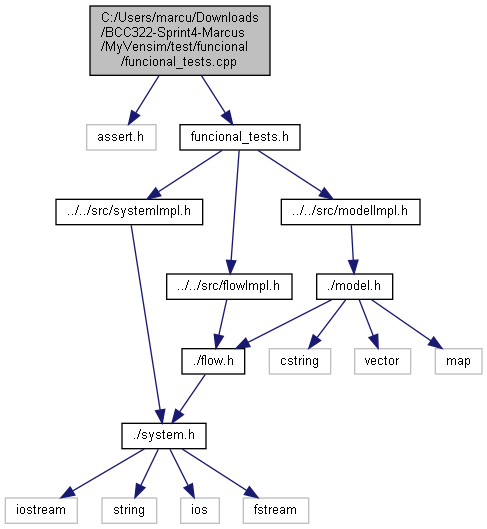 C:/Users/marcu/Downloads
/BCC322-Sprint4-Marcus
/MyVensim/test/funcional
/funcional_tests.cpp
assert.h
funcional_tests.h
../../src/systemImpl.h
../../src/modelImpl.h
../../src/flowImpl.h
./model.h
./flow.h
cstring
vector
map
./system.h
iostream
string
ios
fstream